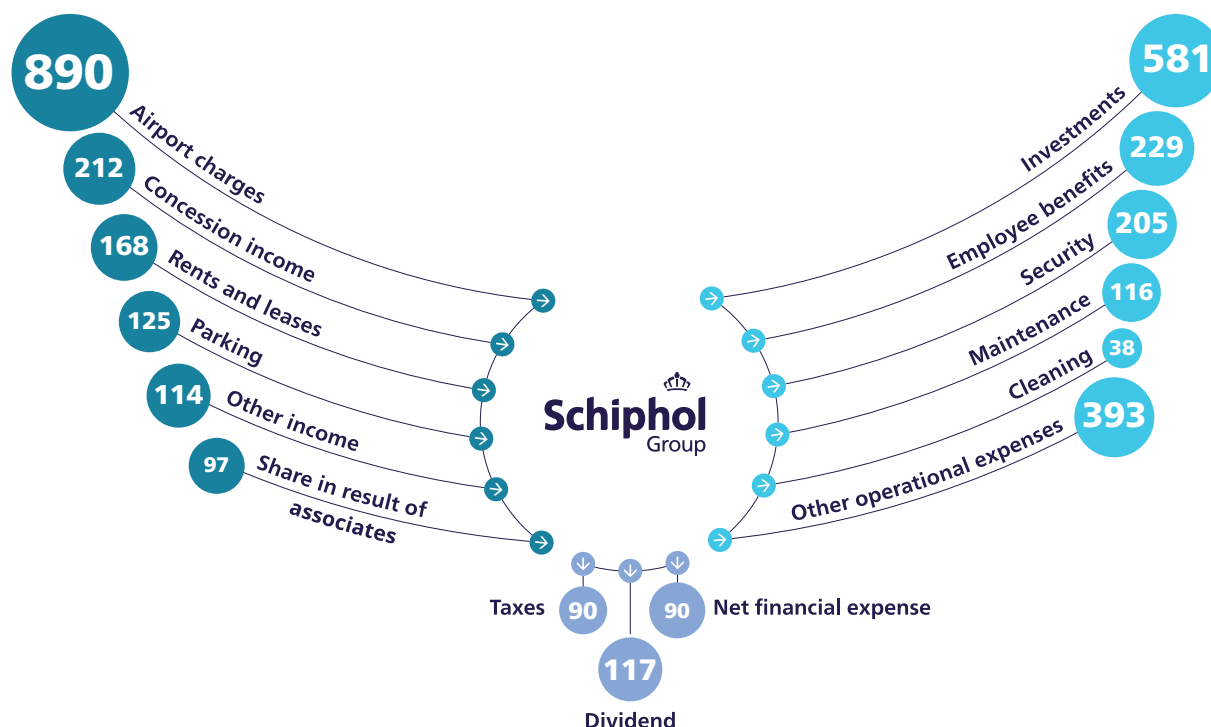 890
Airport charges
212
Concession income
168
Rents and leases
125
Parking
114
Other income
97
Share in result of
associates
Schiphol
Group
581
Investments
229
Employee benefits
205
Security
116
Maintenance
38
Cleaning
393
Other operational expenses
Taxes
90
90
Net financial expense
117
Dividend